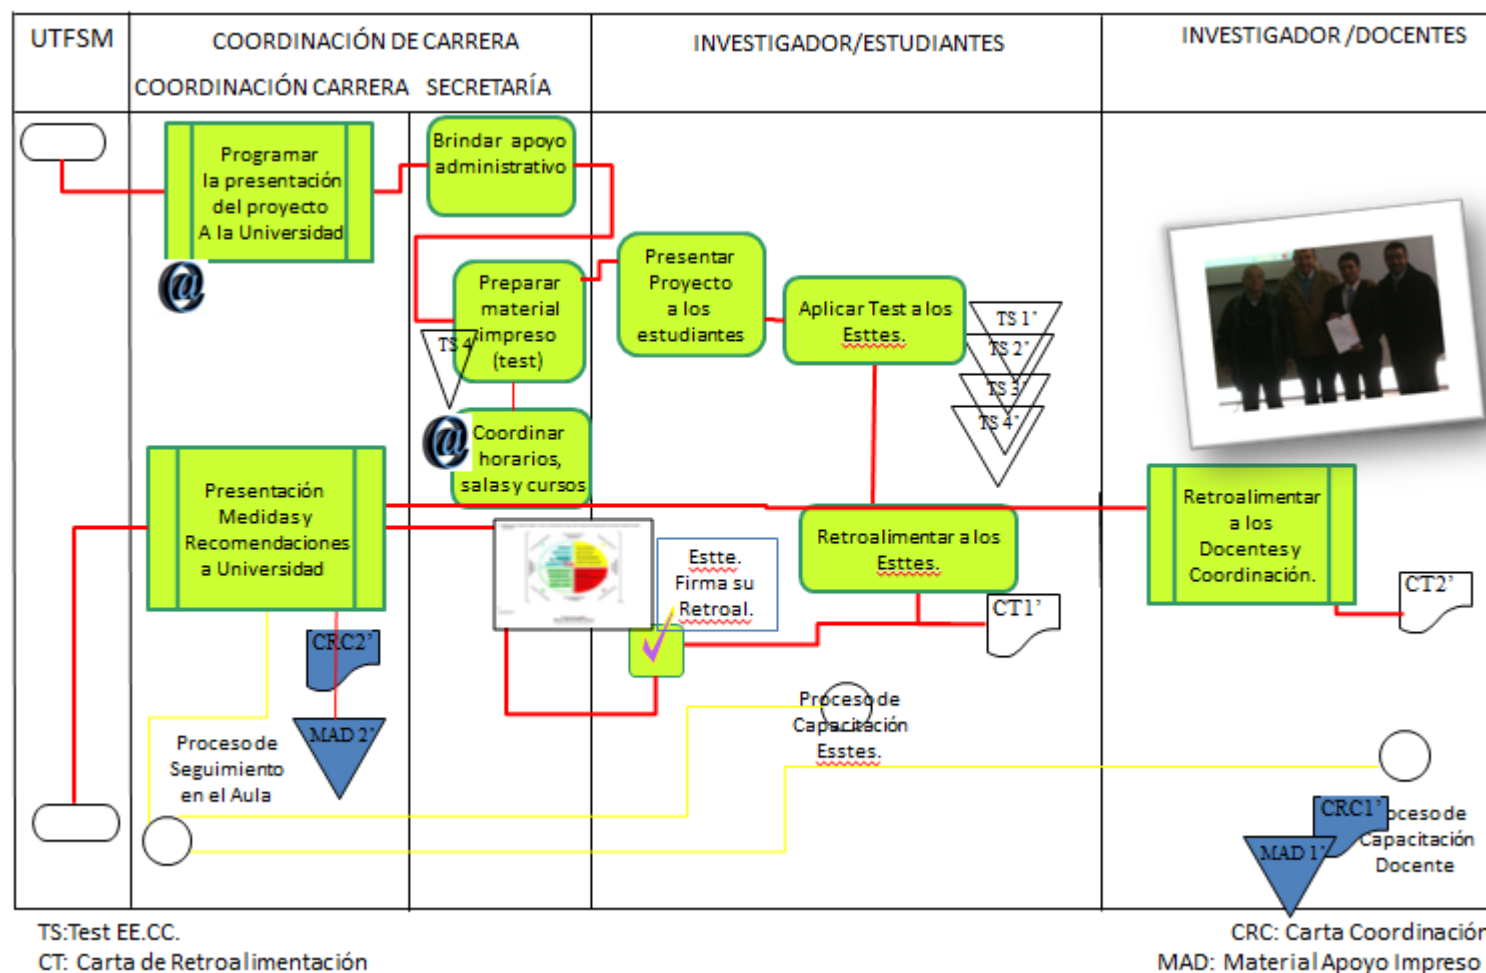 UTFSM
COORDINACIÓN DE CARRERA
INVESTIGADOR/ESTUDIANTES
INVESTIGADOR /DOCENTES
COORDINACIÓN CARRERA
SECRETARÍA
Programar
la presentación
del proyecto
A la Universidad
Brindar apoyo
administrativo
Preparar
material
impreso
(test)
TS 4'
Presentar
Proyecto
a los
estudiantes
Aplicar Test a los
Esttes.
TS 1'
TS 2'
TS 3'
TS 4'
Coordinar
horarios,
salas y cursos
Presentación
Medidas y
Recomendaciones
a Universidad
Estte.
Firma su
Retroal.
Retroalimentar a los
Esttes.
CT1'
Retroalimentar
a los
Docentes y
Coordinación.
CT2'
CRC2'
MAD 2'
Proceso de
Seguimiento
en el Aula
Proceso de
Capacitación
Esstes.
CRC1'
MAD 1'
oceso de
Capacitación
Docente
TS:Test EE.CC.
CT: Carta de Retroalimentación
CRC: Carta Coordinación
MAD: Material Apoyo Impreso